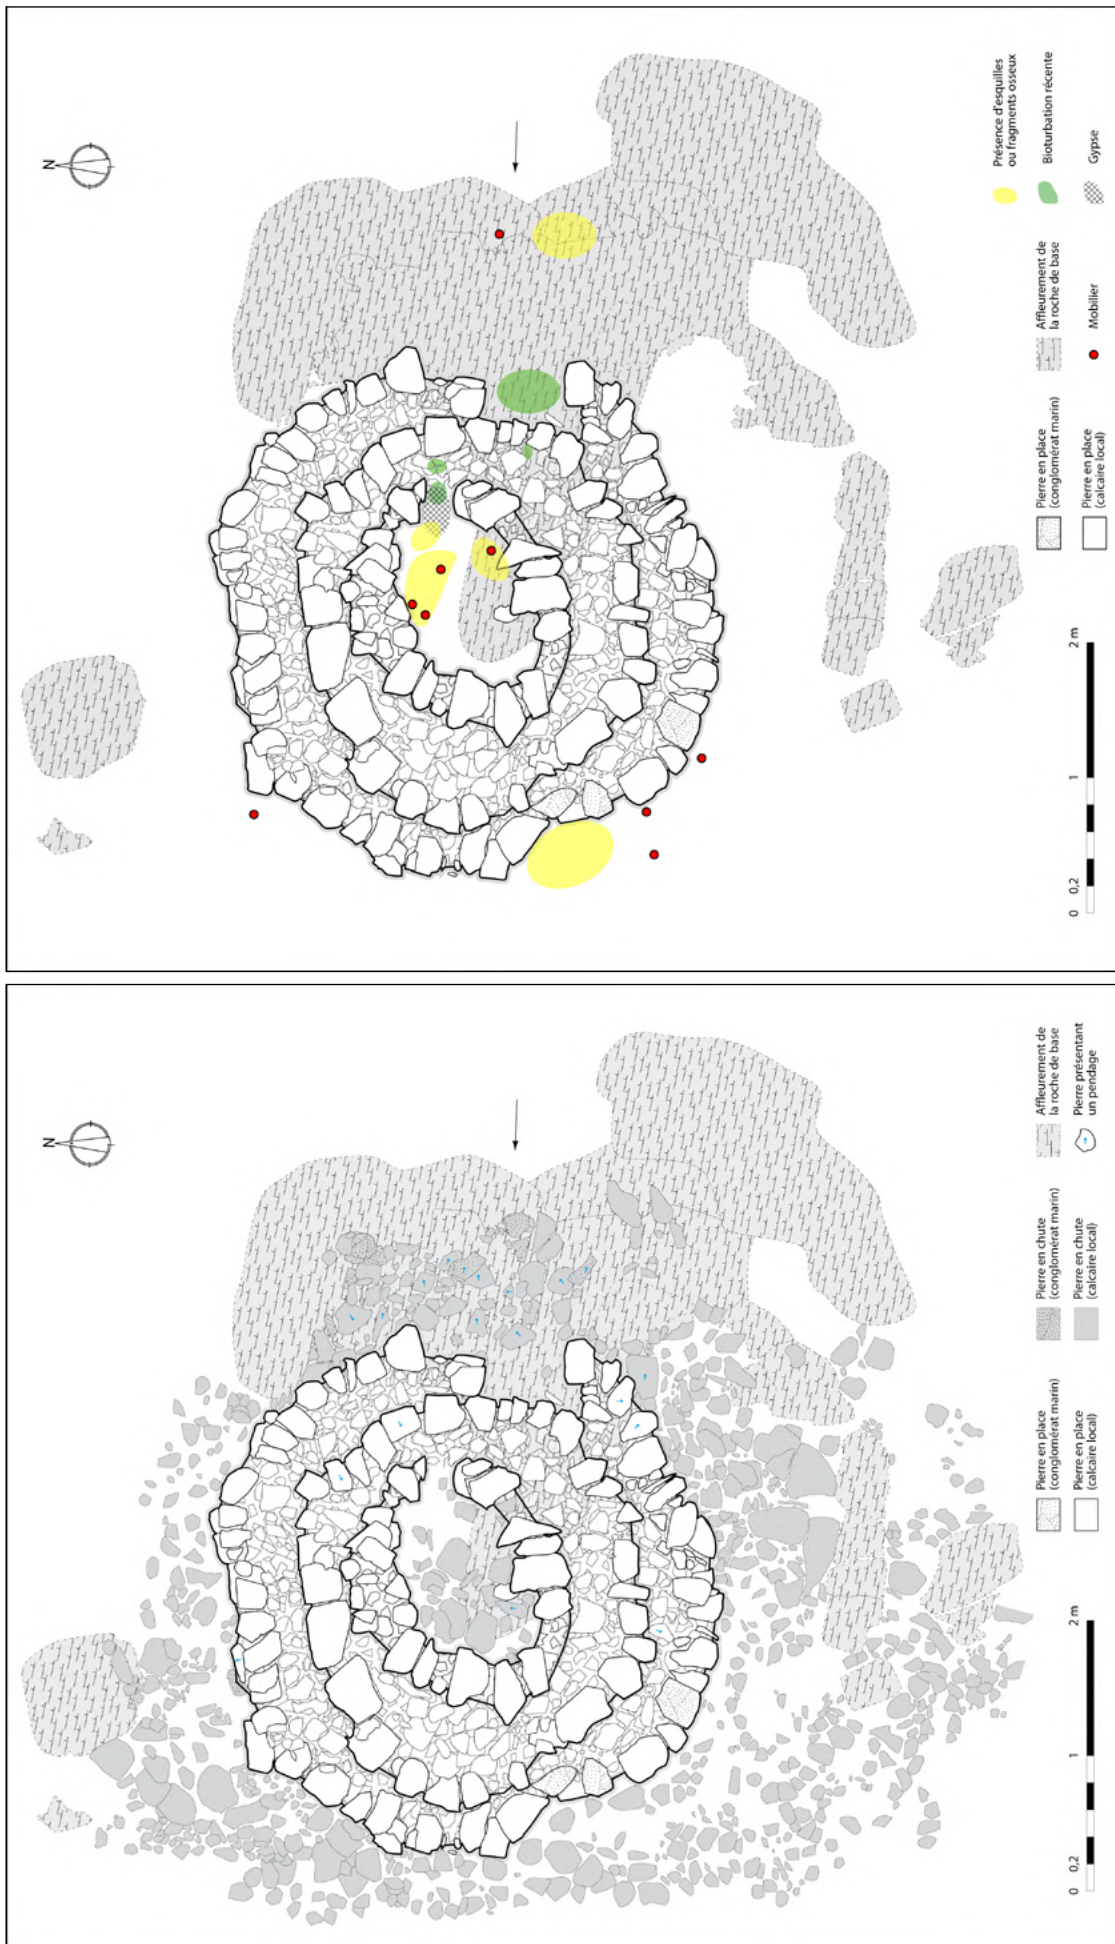 N
Présence d'esquilles
ou fragments osseux
Bioturbation récente
Gypse
Affleurement de
la roche de base
Mobilier
Pierre en place
(conglomérat marin)
Pierre en place
(calcaire local)
0 0,2 1 2 m
N
Affleurement de
la roche de base
Pierre présentant
un pendage
Pierre en chute
(conglomérat marin)
Pierre en chute
(calcaire local)
Pierre en place
(conglomérat marin)
Pierre en place
(calcaire local)
0 0,2 1 2 m